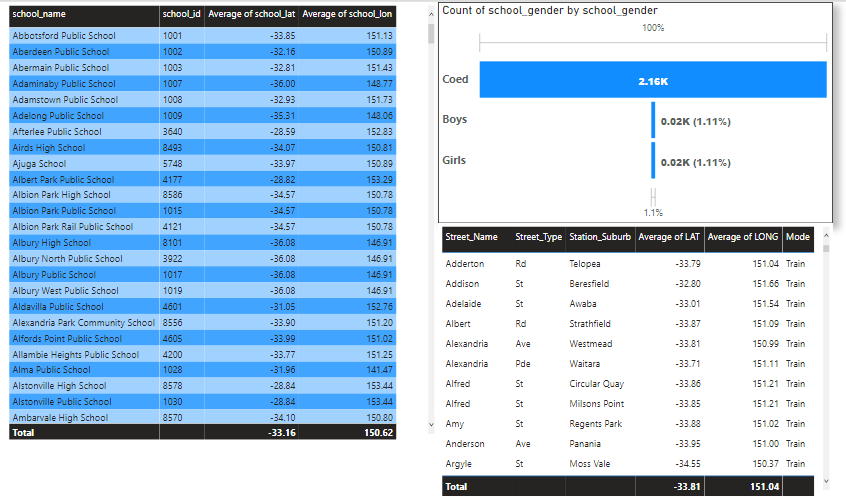 school_name school_id Average of school_lat Average of school_lon
Abbotsford Public School 1001 -33.85 151.13
Aberdeen Public School 1002 -32.16 150.89
Abermain Public School 1003 -32.81 151.43
Adaminaby Public School 1007 -36.00 148.77
Adamstown Public School 1008 -32.93 151.73
Adelong Public School 1009 -35.31 148.06
Afterlee Public School 3640 -28.59 152.83
Airds High School 8493 -34.07 150.81
Ajuga School 5748 -33.97 150.89
Albert Park Public School 4177 -28.82 153.29
Albion Park High School 8586 -34.57 150.78
Albion Park Public School 1015 -34.57 150.78
Albion Park Rail Public School 4121 -34.57 150.78
Albury High School 8101 -36.08 146.91
Albury North Public School 3922 -36.08 146.91
Albury Public School 1017 -36.08 146.91
Albury West Public School 1019 -36.08 146.91
Aldavilla Public School 4601 -31.05 152.76
Alexandria Park Community School 8556 -33.90 151.20
Alfords Point Public School 4605 -33.99 151.02
Allambie Heights Public School 4200 -33.77 151.25
Alma Public School 1028 -31.96 141.47
Alstonville High School 8578 -28.84 153.44
Alstonville Public School 1030 -28.84 153.44
Ambarvale High School 8570 -34.10 150.80
Total -33.16 150.62
Count of school_gender by school_gender
100%
Coed 2.16K
Boys 0.02K (1.11%)
Girls 0.02K (1.11%)
1.1%
Street_Name Street_Type Station_Suburb Average of LAT Average of LONG Mode
Adderton Rd Telopea -33.79 151.04 Train
Addison St Beresfield -32.80 151.66 Train
Adelaide St Awaba -33.01 151.54 Train
Albert Rd Strathfield -33.87 151.09 Train
Alexandria Ave Westmead -33.81 150.99 Train
Alexandria Pde Waitara -33.71 151.11 Train
Alfred St Circular Quay -33.86 151.21 Train
Alfred St Milsons Point -33.85 151.21 Train
Amy St Regents Park -33.88 151.02 Train
Anderson Ave Panania -33.95 151.00 Train
Argyle St Moss Vale -34.55 150.37 Train
Total -33.81 151.04